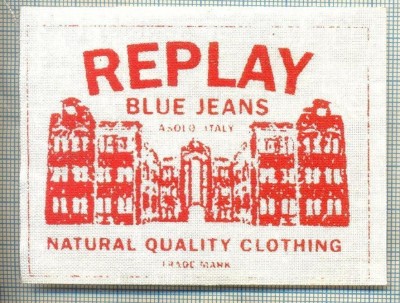 REPLAY
BLUE JEANS
ASOLO ITALY
NATURAL QUALITY CLOTHING
TRADE MARK